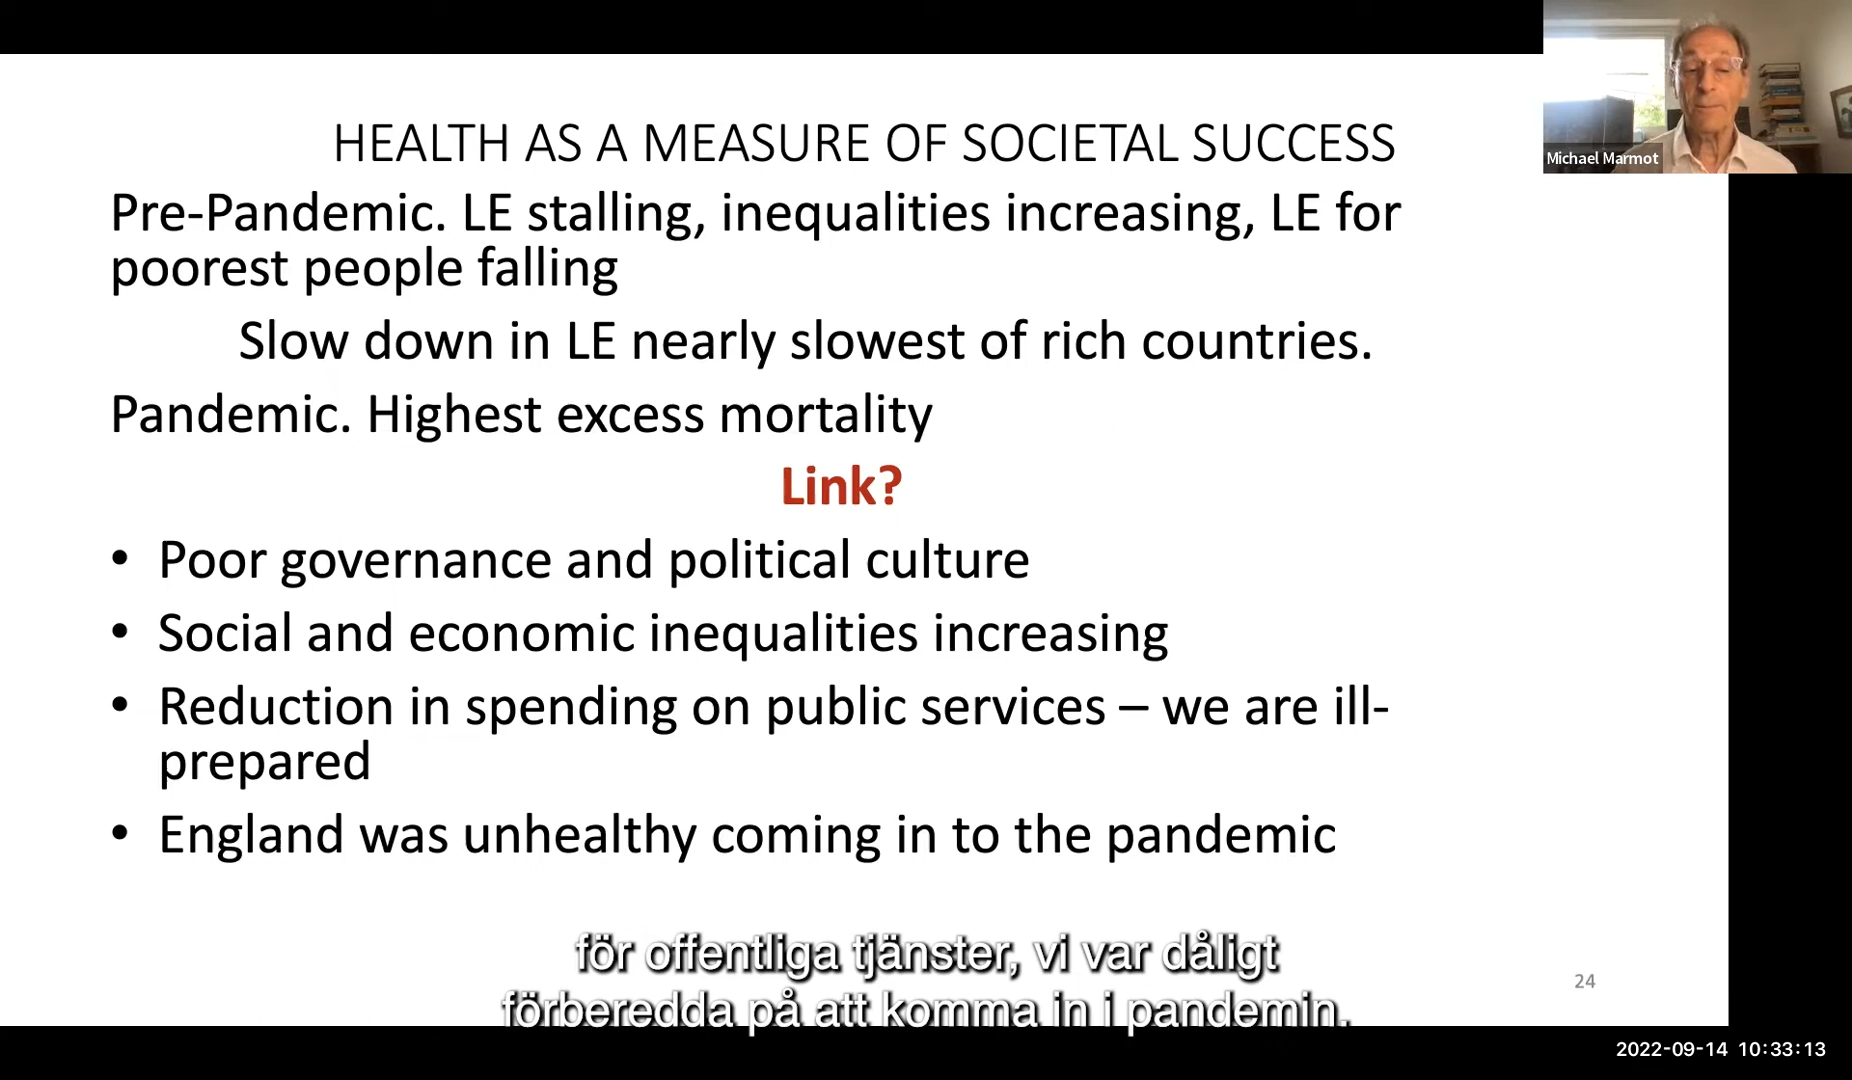 HEALTH AS A MEASURE OF SOCIETAL SUCCESS
Michael Marmot
Pre-Pandemic. LE stalling, inequalities increasing, LE for
poorest people falling
Slow down in LE nearly slowest of rich countries.
Pandemic. Highest excess mortality
Link?
• Poor governance and political culture
• Social and economic inequalities increasing
• Reduction in spending on public services – we are ill-
prepared
• England was unhealthy coming in to the pandemic
för offentliga tjänster, vi var dåligt
förberedda på att komma in i pandemin.
24
2022-09-14 10:33:13